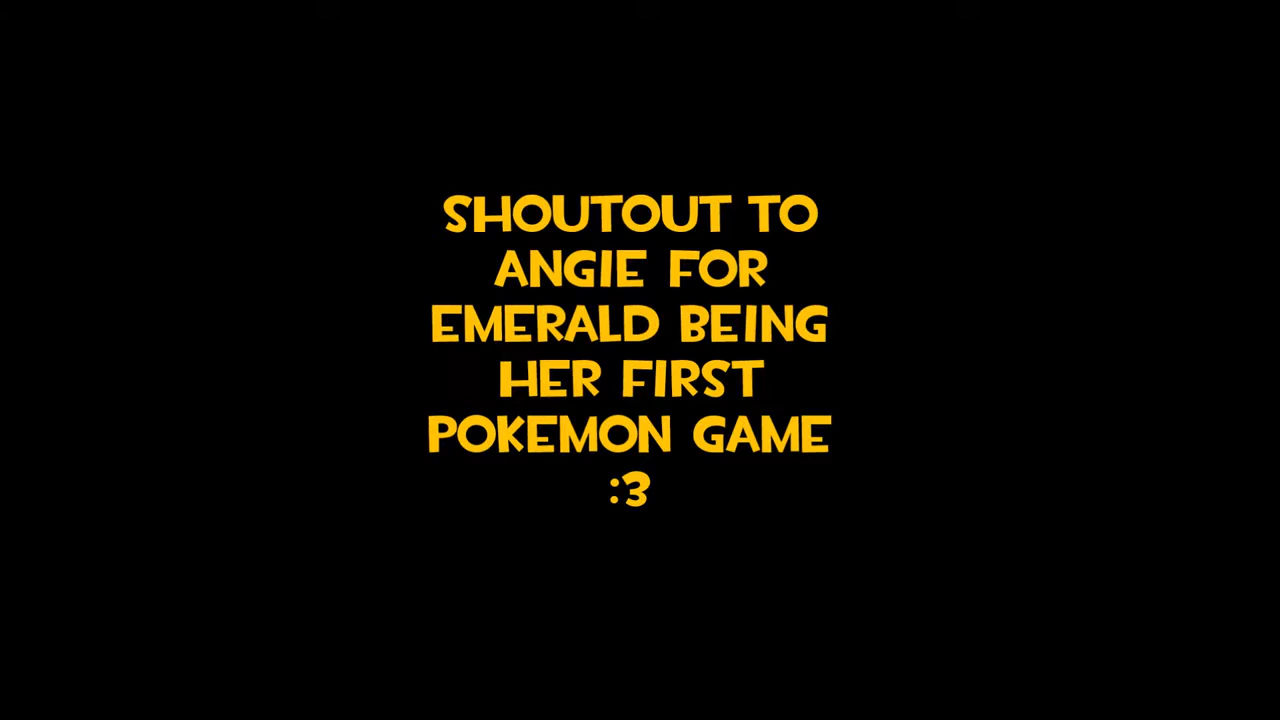 SHOUTOUT TO
ANGIE FOR
EMERALD BEING
HER FIRST
POKEMON GAME
:3